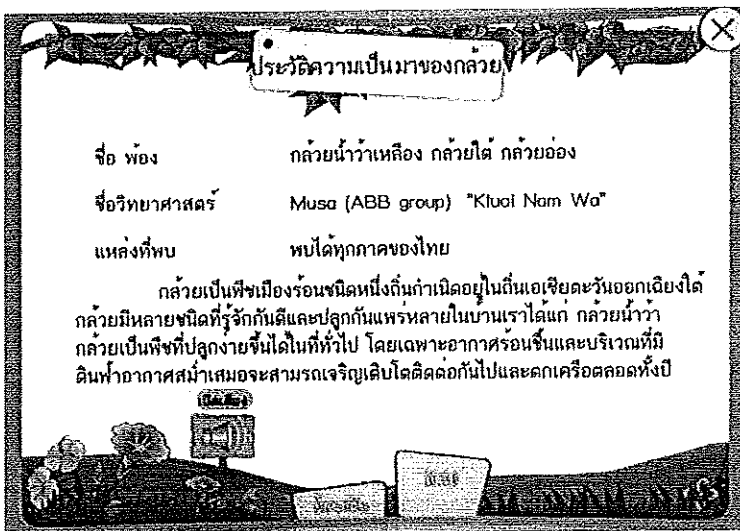 ประวัติความเป็นมาของกล้วย
ชื่อ พ้อง กล้วยน้ำว้าเหลือง กล้วยใต้ กล้วยอ่อง
ชื่อวิทยาศาสตร์ Musa (ABB group) "Kluai Nam Wa"
แหล่งที่พบ พบได้ทุกภาคของไทย
กล้วยเป็นพืชเมืองร้อนชนิดหนึ่งถิ่นกำเนิดอยู่ในถิ่นเอเชียตะวันออกเฉียงใต้
กล้วยมีหลายชนิดที่รู้จักกันดีและปลูกกันแพร่หลายในบ้านเราได้แก่ กล้วยน้ำว้า
กล้วยเป็นพืชที่ปลูกง่ายขึ้นได้ในที่ทั่วไป โดยเฉพาะอากาศร้อนชื้นและบริเวณที่มี
ดินฟ้าอากาศสม่ำเสมอจะสามารถเจริญเติบโตติดต่อกันไปและตกเครือตลอดทั้งปี